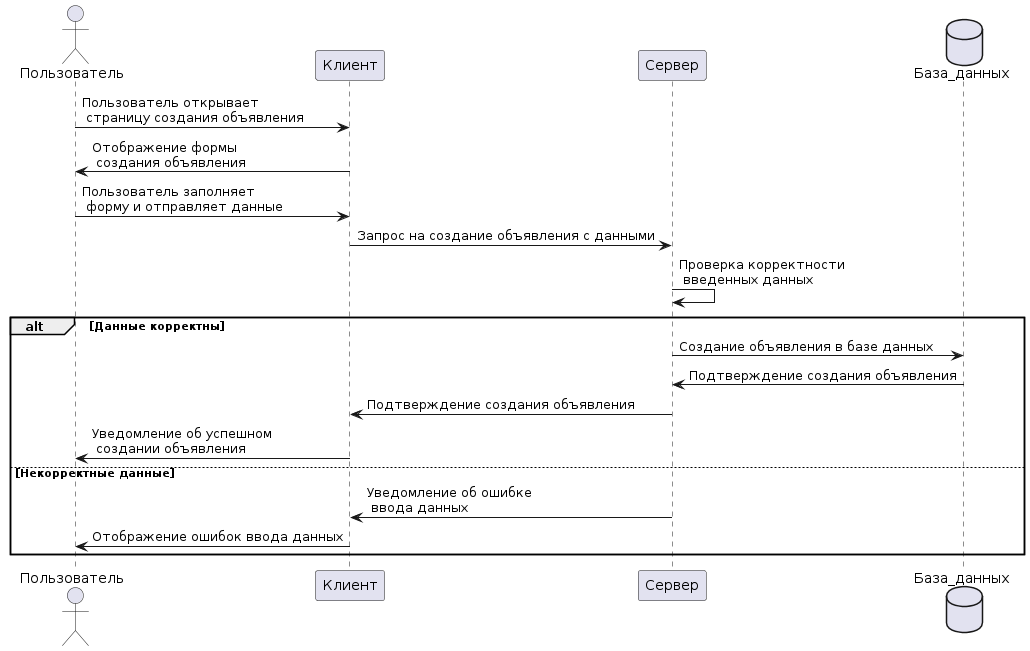 Пользователь
Клиент
Сервер
База_данных
Пользователь открывает
страницу создания объявления
Отображение формы
создания объявления
Пользователь заполняет
форму и отправляет данные
Запрос на создание объявления с данными
Проверка корректности
введенных данных
alt
[Данные корректны]
Создание объявления в базе данных
Подтверждение создания объявления
Подтверждение создания объявления
Уведомление об успешном
создании объявления
[Некорректные данные]
Уведомление об ошибке
ввода данных
Отображение ошибок ввода данных
Пользователь
Клиент
Сервер
База_данных